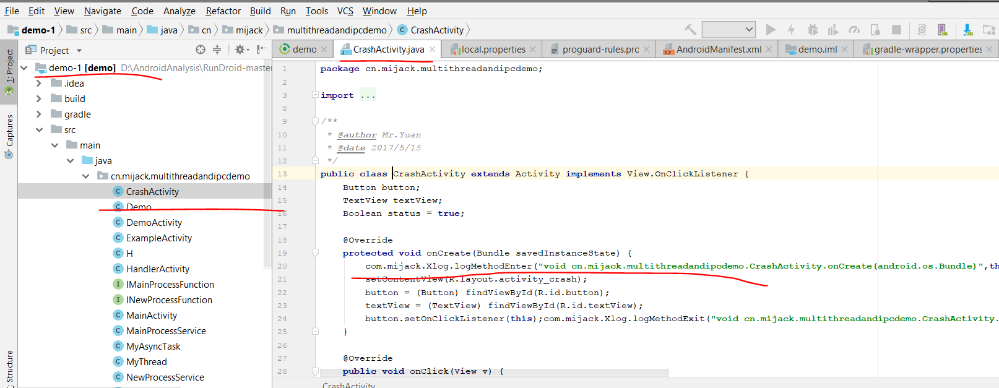 File Edit View Navigate Code Analyze Refactor Build Run Tools VCS Window Help
demo-1 src main java cn mijack multithreadandipcdemo CrashActivity
Project
demo CrashActivity.java local.properties proguard-rules.pro AndroidManifest.xml demo.iml gradle-wrapper.properties
1: Project
Captures
Structure
demo-1 [demo] D:\AndroidAnalysis\RunDroid-master
.idea
build
gradle
src
main
java
cn.mijack.multithreadandipcdemo
CrashActivity
Demo
DemoActivity
ExampleActivity
H
HandlerActivity
IMainProcessFunction
INewProcessFunction
MainActivity
MainProcessService
MyAsyncTask
MyThread
NewProcessService
1 package cn.mijack.multithreadandipcdemo;
2
3 import ...
8
9 /**
10 * @author Mr.Yuan
11 * @date 2017/5/15
12 */
13 public class CrashActivity extends Activity implements View.OnClickListener {
14 Button button;
15 TextView textView;
16 Boolean status = true;
17
18 @Override
19 protected void onCreate(Bundle savedInstanceState) {
20 com.mijack.Xlog.logMethodEnter("void cn.mijack.multithreadandipcdemo.CrashActivity.onCreate(android.os.Bundle)",th
21 setContentView(R.layout.activity_crash);
22 button = (Button) findViewById(R.id.button);
23 textView = (TextView) findViewById(R.id.textView);
24 button.setOnClickListener(this);com.mijack.Xlog.logMethodExit("void cn.mijack.multithreadandipcdemo.CrashActivity.
25 }
26
27 @Override
28 public void onClick(View v) {
CrashActivity